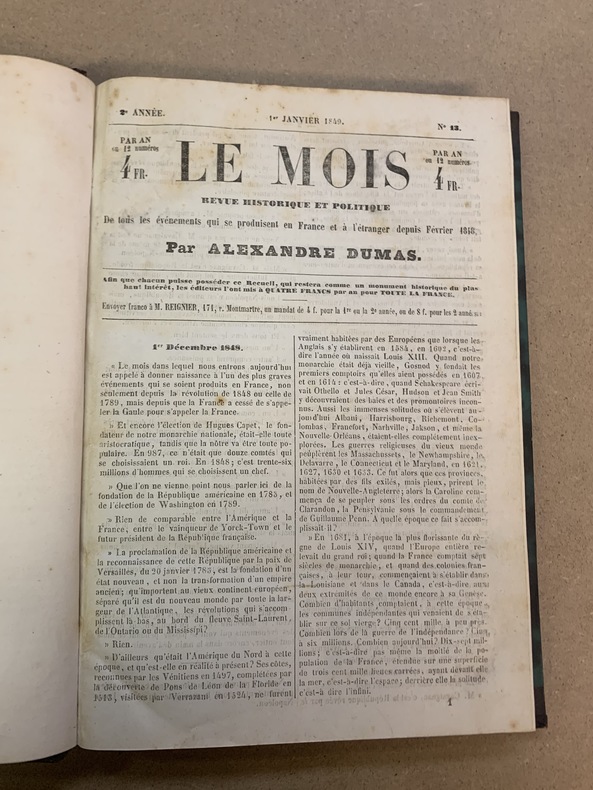 2e ANNÉE.
1er JANVIER 1849.
No 13.
PAR AN
ou 12 numéros
4 FR.
LE MOIS
PAR AN
ou 12 numéros
4 FR.
REVUE HISTORIQUE ET POLITIQUE
De tous les événements qui se produisent en France et à l'étranger depuis Février 1848,
Par ALEXANDRE DUMAS.
Afin que chacun puisse posséder ce Recueil, qui restera comme un monument historique du plus
haut intérêt, les éditeurs l'ont mis à QUATRE FRANCS par an pour TOUTE LA FRANCE.
Envoyer franco à M. REIGNIER, 171, r. Montmartre, un mandat de 4 f. pour la 1re ou la 2e année, ou de 8 f. pour les 2 années
1er Décembre 1848.
« Le mois dans lequel nous entrons aujourd'hui
est appelé à donner naissance à l'un des plus graves
événements qui se soient produits en France, non
seulement depuis la révolution de 1848 ou celle de
1789, mais depuis que la France a cessé de s'appe-
ler la Gaule pour s'appeler la France.
» Et encore l'élection de Hugues Capet, le fon-
dateur de notre monarchie nationale, était-elle toute
aristocratique, tandis que la nôtre va être toute po-
pulaire. En 987, ce n'était que douze comtés qui
se choisissaient un roi. En 1848; c'est trente-six
millions d'hommes qui se choisissent un chef.
» Que l'on ne vienne point nous parler ici de la
fondation de la République américaine en 1783, et
de l'élection de Washington en 1789.
» Rien de comparable entre l'Amérique et la
France; entre le vainqueur de Yorck-Town et le
futur président de la République française.
» La proclamation de la République américaine et
la reconnaissance de cette République par la paix de
Versailles, du 20 janvier 1783, est la fondation d'un
état nouveau, et non la transformation d'un empire
ancien; qu'importent au vieux continent européen,
séparé qu'il est du nouveau monde par toute la lar-
geur de l'Atlantique, les révolutions qui s'accom-
plissent là-bas, au bord du fleuve Saint-Laurent,
de l'Ontario ou du Mississipi?
» Rien.
» D'ailleurs qu'était l'Amérique du Nord à cette
époque, et qu'est-elle en réalité à présent? Ses côtes,
reconnues par les Vénitiens en 1497, complétées par
la découverte de Pons de Léon de la Floride en
1513, visitées par Verrazani en 1524, ne furent
vraiment habitées par des Européens que lorsque les
Anglais s'y établirent en 1584, en 1602, c'est-à-
dire l'année où naissait Louis XIII. Quand notre
monarchie était déjà vieille, Gosnod y fondait les
premiers comptoirs qu'elles aient possédés en 1607,
et en 1614: c'est-à-dire, quand Schakespeare écri-
vait Othello et Jules César, Hudson et Jean Smith
y découvraient des baies et des promontoires incon-
nus. Aussi les immenses solitudes où s'élèvent au-
jourd'hui Albani, Harrisbourg, Richemont, Co-
lombas, Francfort, Narhville, Jakson, et même la
Nouvelle-Orléans, étaient-elles complètement inex-
plorées. Les guerres religieuses du vieux monde
peuplèrent les Massachussets, le Newhampshire, le
Delavarre, le Connecticut et le Maryland, en 1621,
1627, 1630 et 1633. Ce fut alors que ces provinces,
habitées par des fils exilés, mais pieux, prirent le
nom de Nouvelle-Angleterre; alors la Caroline com-
mença de se peupler sous les ordres du comte de
Clarandon, la Pensylvanie sous le commandement
de Guillaume Penn. A quelle époque ce fait s'accom-
plissait il?
» En 1681, à l'époque la plus florissante du rè-
gne de Louis XIV, quand l'Europe entière re-
levait du grand roi; quand la France comptait sept
siècles de monarchie, et quand des colonies fran-
çaises, à leur tour, commençaient à s'établir dans
la Louisiane et dans le Canada, c'est-à-dire aux
deux extrémités de ce monde encore à sa Genèse.
Combien d'habitants comptaient, à cette époque,
les communes indépendantes qui venaient de s'éta-
blir sur ce sol vierge? Cinq cent mille à peu près.
Combien lors de la guerre de l'indépendance? Cinq
à six millions. Combien aujourd'hui? Dix-sept mil-
lions; c'est-à-dire pas même la moitié de la po-
pulation de la France, étendue sur une superficie
de trois cent mille lieues carrées, ayant devant elle
la mer, c'est-à-dire l'espace; derrière elle la solitude,
c'est-à dire l'infini.
1